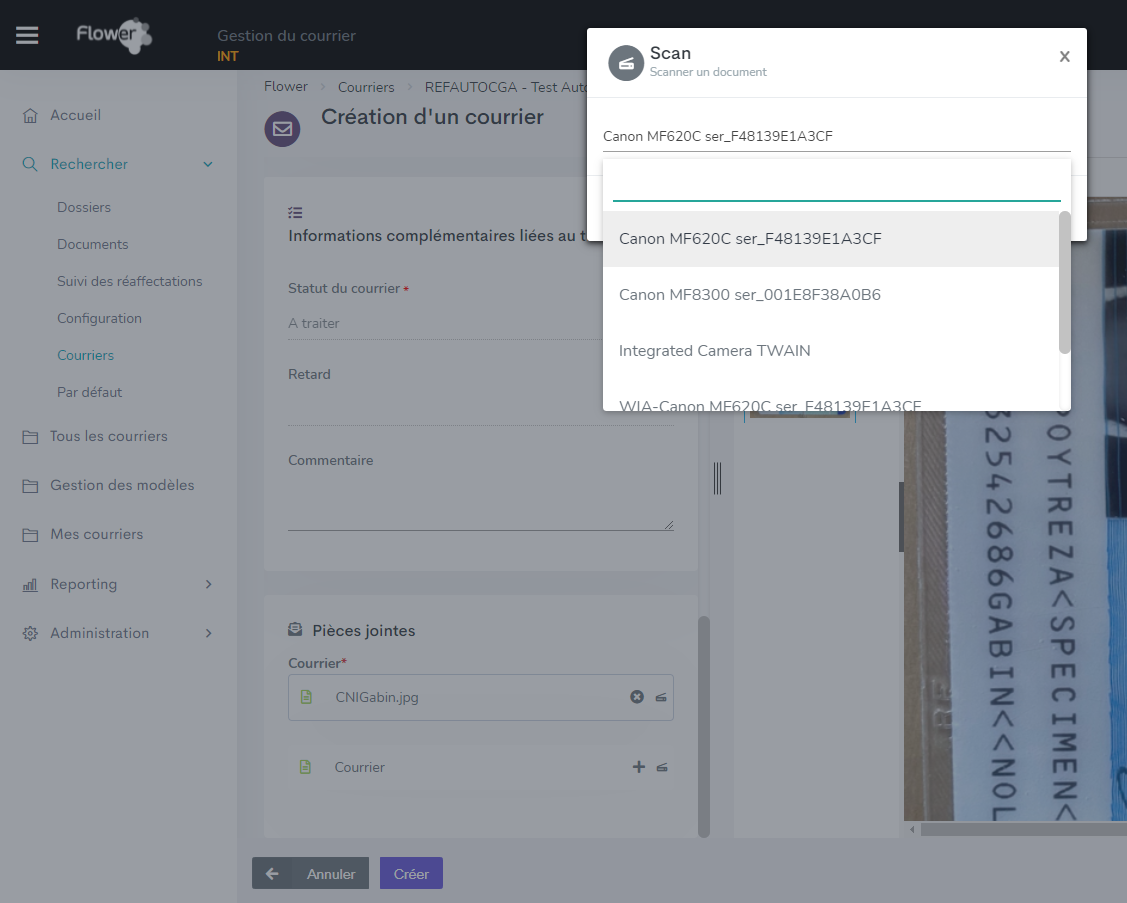 Flower
Gestion du courrier
INT
Accueil
Rechercher
Dossiers
Documents
Suivi des réaffectations
Configuration
Courriers
Par défaut
Tous les courriers
Gestion des modèles
Mes courriers
Reporting
Administration
Flower > Courriers > REFAUTOCGA - Test Auto
Création d'un courrier
Informations complémentaires liées au t
Statut du courrier *
A traiter
Retard
Commentaire
Pièces jointes
Courrier*
CNIGabin.jpg
Courrier
Annuler
Créer
Scan
Scanner un document
x
Canon MF620C ser_F48139E1A3CF
Canon MF620C ser_F48139E1A3CF
Canon MF8300 ser_001E8F38A0B6
Integrated Camera TWAIN
WIA-Canon MF620C ser_F48139E1A3CF
OYTREZA<SPECIMEN<
32542686GABIN<<NOL